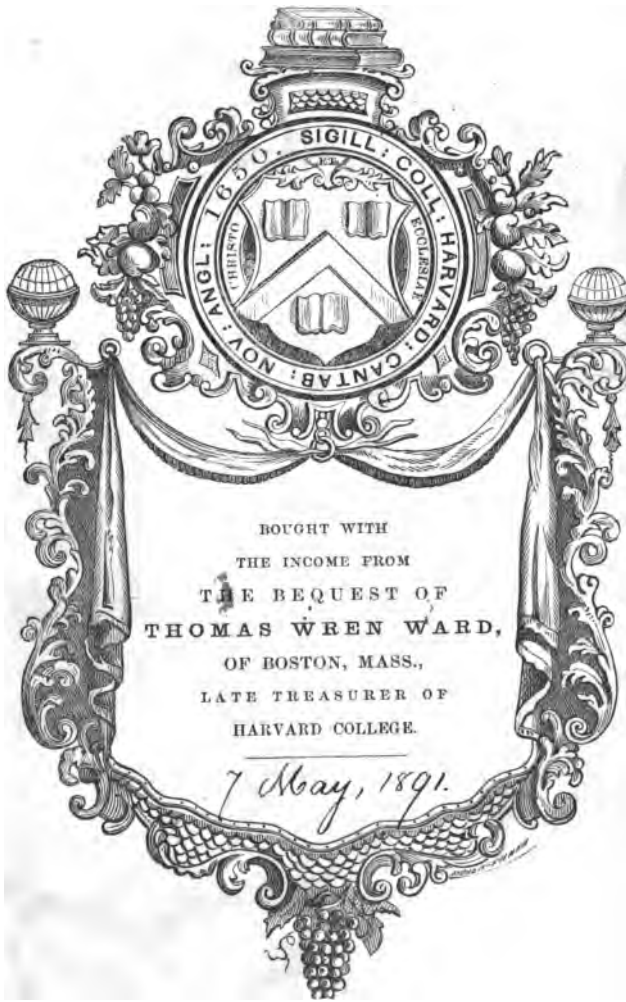 SIGILL: COLL: HARVARD: CANTAB: NOV: ANGL: 1650.
ET
CHRISTO
ECCLESIAE
BOUGHT WITH
THE INCOME FROM
THE BEQUEST OF
THOMAS WREN WARD,
OF BOSTON, MASS.,
LATE TREASURER OF
HARVARD COLLEGE.
7 May, 1891.